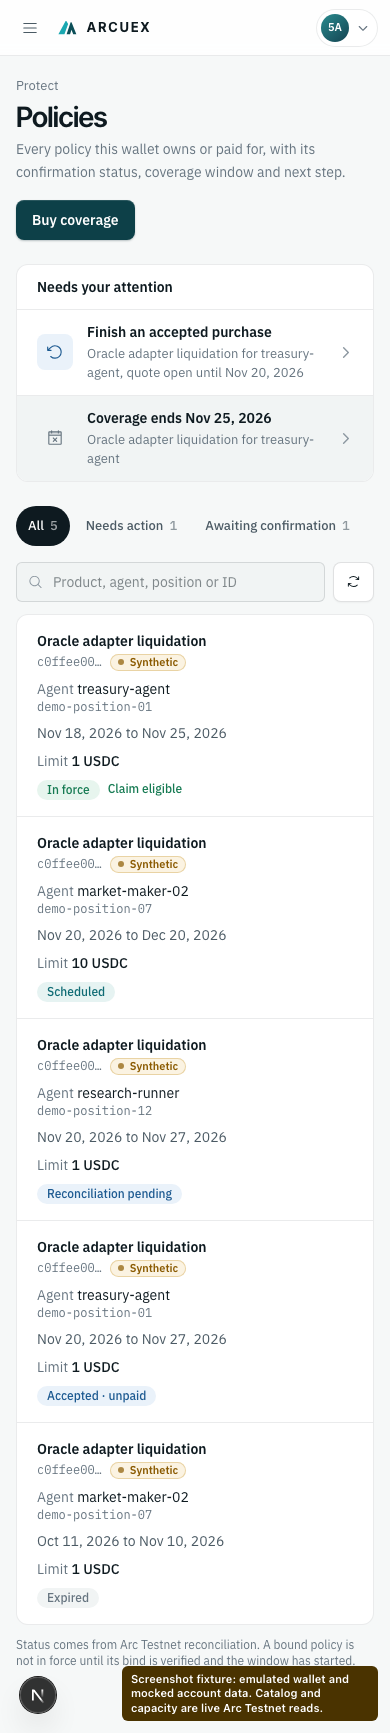 ARCUEX
5A
Protect
Policies
Every policy this wallet owns or paid for, with its
confirmation status, coverage window and next step.
Buy coverage
Needs your attention
Finish an accepted purchase
Oracle adapter liquidation for treasury-
agent, quote open until Nov 20, 2026
Coverage ends Nov 25, 2026
Oracle adapter liquidation for treasury-
agent
All 5 Needs action 1 Awaiting confirmation 1
Product, agent, position or ID
Oracle adapter liquidation
c0ffee00… Synthetic
Agent treasury-agent
demo-position-01
Nov 18, 2026 to Nov 25, 2026
Limit 1 USDC
In force Claim eligible
Oracle adapter liquidation
c0ffee00… Synthetic
Agent market-maker-02
demo-position-07
Nov 20, 2026 to Dec 20, 2026
Limit 10 USDC
Scheduled
Oracle adapter liquidation
c0ffee00… Synthetic
Agent research-runner
demo-position-12
Nov 20, 2026 to Nov 27, 2026
Limit 1 USDC
Reconciliation pending
Oracle adapter liquidation
c0ffee00… Synthetic
Agent treasury-agent
demo-position-01
Nov 20, 2026 to Nov 27, 2026
Limit 1 USDC
Accepted · unpaid
Oracle adapter liquidation
c0ffee00… Synthetic
Agent market-maker-02
demo-position-07
Oct 11, 2026 to Nov 10, 2026
Limit 1 USDC
Expired
Status comes from Arc Testnet reconciliation. A bound policy is
not in force until its bind is verified and the window has started.
N
Screenshot fixture: emulated wallet and
mocked account data. Catalog and
capacity are live Arc Testnet reads.